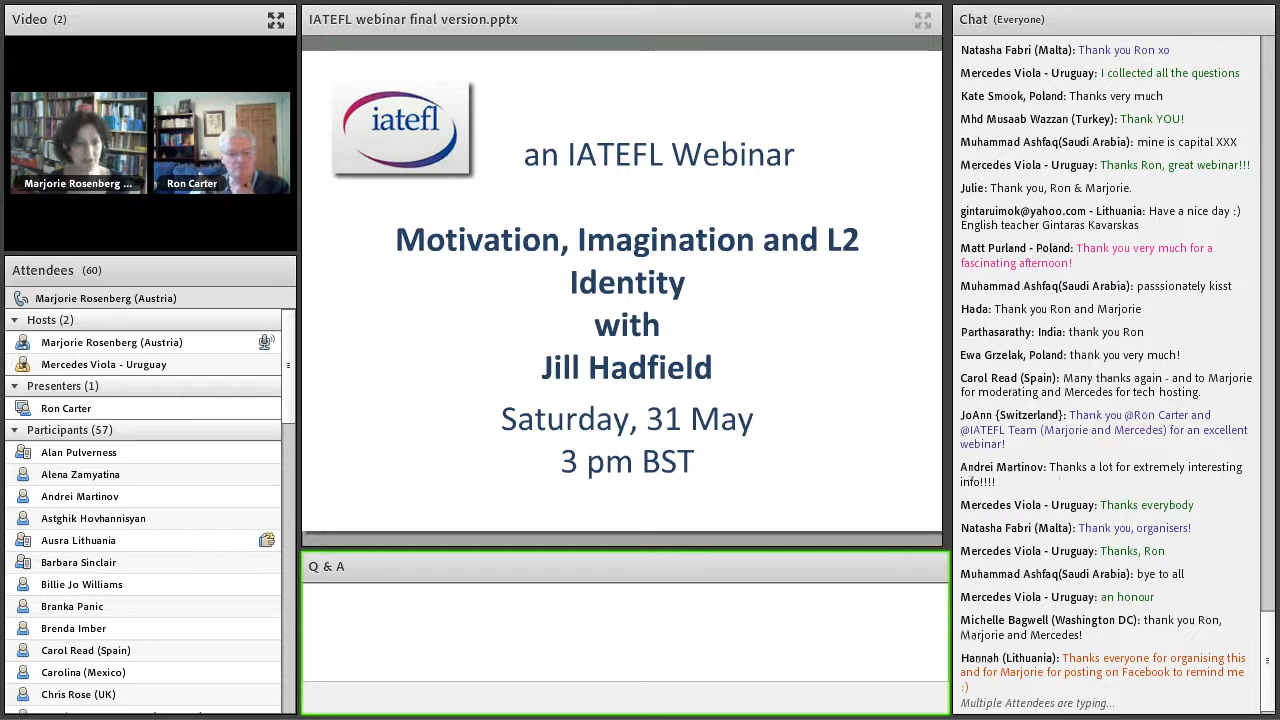 Video (2)
Marjorie Rosenberg ...
Ron Carter
Attendees (60)
Marjorie Rosenberg (Austria)
Hosts (2)
Marjorie Rosenberg (Austria)
Mercedes Viola - Uruguay
Presenters (1)
Ron Carter
Participants (57)
Alan Pulverness
Alena Zamyatina
Andrei Martinov
Astghik Hovhannisyan
Ausra Lithuania
Barbara Sinclair
Billie Jo Williams
Branka Panic
Brenda Imber
Carol Read (Spain)
Carolina (Mexico)
Chris Rose (UK)
IATEFL webinar final version.pptx
iatefl
an IATEFL Webinar
Motivation, Imagination and L2
Identity
with
Jill Hadfield
Saturday, 31 May
3 pm BST
Q & A
Chat (Everyone)
Natasha Fabri (Malta): Thank you Ron xo
Mercedes Viola - Uruguay: I collected all the questions
Kate Smook, Poland: Thanks very much
Mhd Musaab Wazzan (Turkey): Thank YOU!
Muhammad Ashfaq(Saudi Arabia): mine is capital XXX
Mercedes Viola - Uruguay: Thanks Ron, great webinar!!!
Julie: Thank you, Ron & Marjorie.
gintaruimok@yahoo.com - Lithuania: Have a nice day :)
English teacher Gintaras Kavarskas
Matt Purland - Poland: Thank you very much for a
fascinating afternoon!
Muhammad Ashfaq(Saudi Arabia): passsionately kisst
Hada: Thank you Ron and Marjorie
Parthasarathy: India: thank you Ron
Ewa Grzelak, Poland: thank you very much!
Carol Read (Spain): Many thanks again - and to Marjorie
for moderating and Mercedes for tech hosting.
JoAnn {Switzerland}: Thank you @Ron Carter and
@IATEFL Team (Marjorie and Mercedes) for an excellent
webinar!
Andrei Martinov: Thanks a lot for extremely interesting
info!!!!
Mercedes Viola - Uruguay: Thanks everybody
Natasha Fabri (Malta): Thank you, organisers!
Mercedes Viola - Uruguay: Thanks, Ron
Muhammad Ashfaq(Saudi Arabia): bye to all
Mercedes Viola - Uruguay: an honour
Michelle Bagwell (Washington DC): thank you Ron,
Marjorie and Mercedes!
Hannah (Lithuania): Thanks everyone for organising this
and for Marjorie for posting on Facebook to remind me
:)
Multiple Attendees are typing...